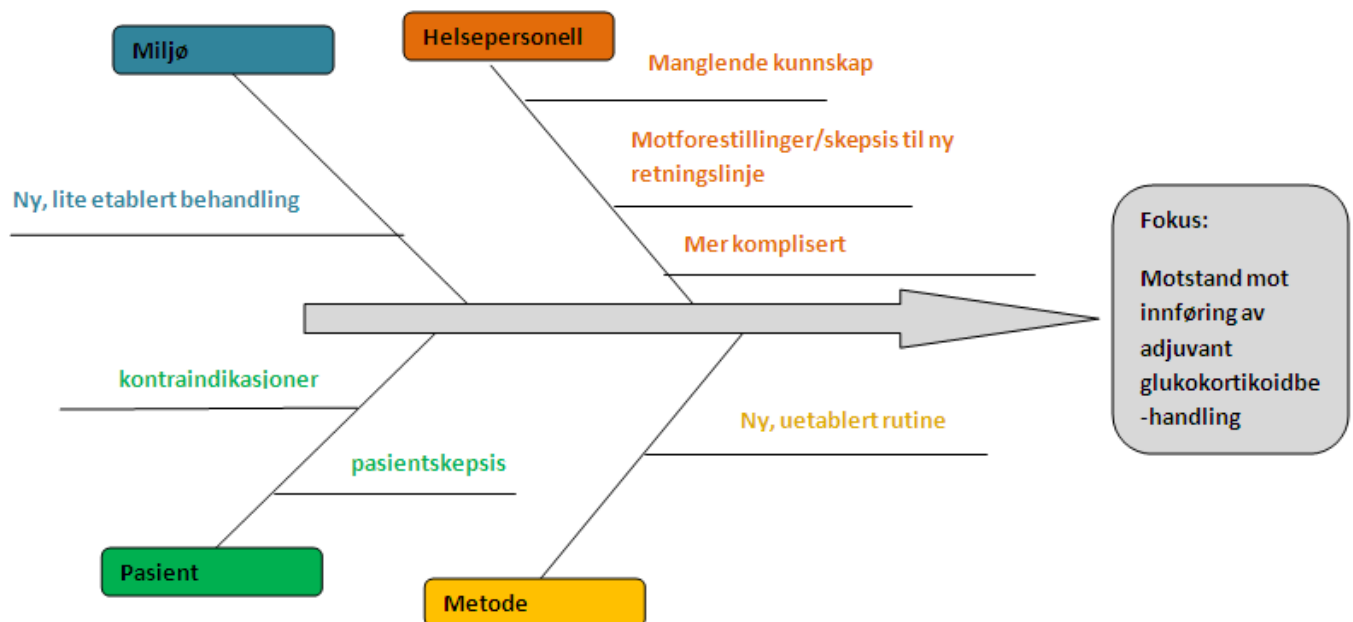 Miljø
Helsepersonell
Manglende kunnskap
Motforestillinger/skepsis til ny
retningslinje
Ny, lite etablert behandling
Mer komplisert
Fokus:
Motstand mot
innføring av
adjuvant
glukokortikoidbe
-handling
kontraindikasjoner
Ny, uetablert rutine
pasientskepsis
Pasient
Metode